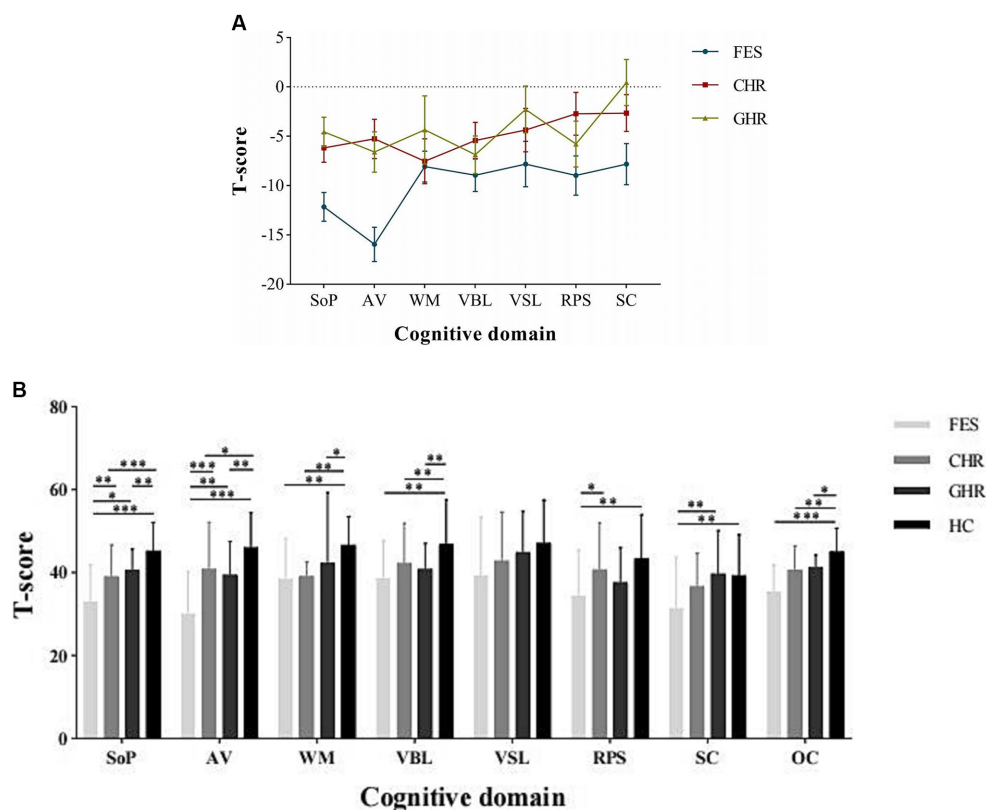 A
5
0
-5
-10
-15
-20
T-score
SoP AV WM VBL VSL RPS SC
Cognitive domain
FES
CHR
GHR
B
80
60
40
20
0
T-score
*** * * ** **
** *** ** ** ** * ** * **
* ** ** ** ** ** ** ** *** 
*** ***
SoP AV WM VBL VSL RPS SC OC
Cognitive domain
FES
CHR
GHR
HC